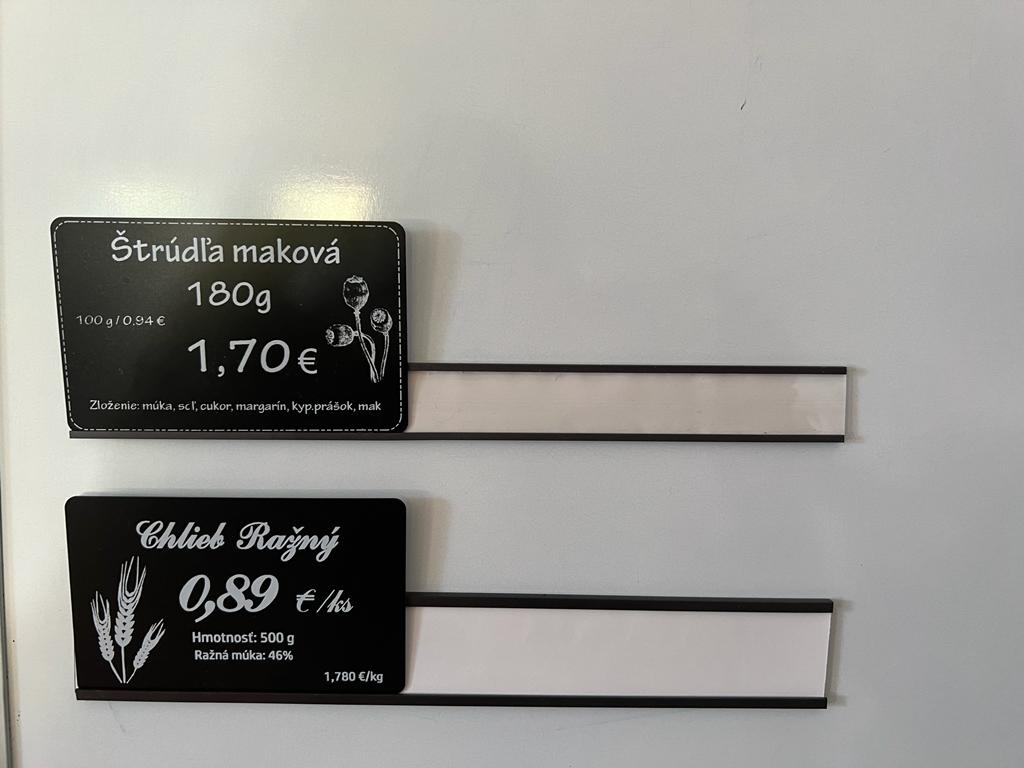 Štrúdľa maková
180g
100 g / 0,94 €
1,70 €
Zloženie: múka, soľ, cukor, margarín, kyp.prášok, mak
Chlieb Ražný
0,89 € /ks
Hmotnosť: 500 g
Ražná múka: 46%
1,780 €/kg